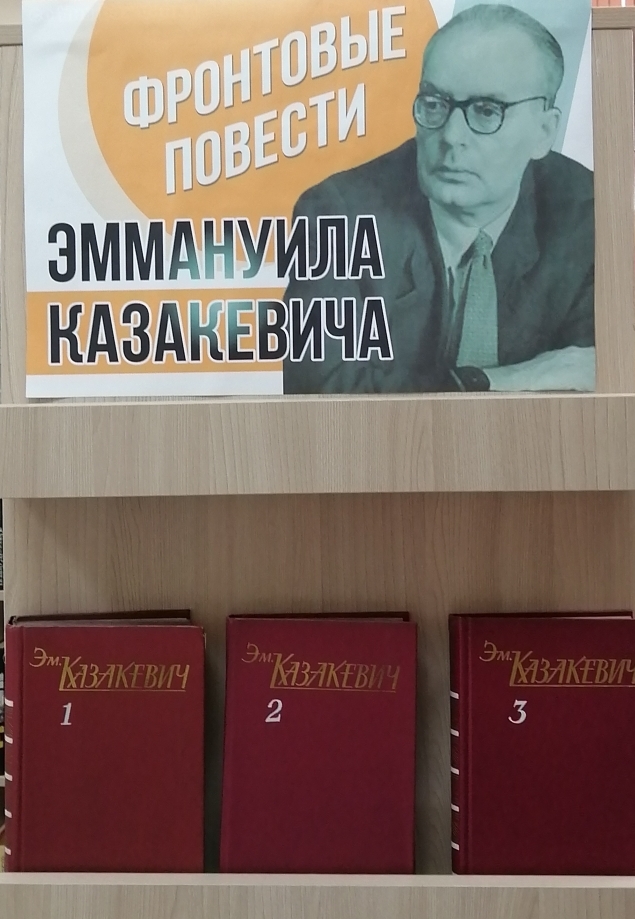 ФРОНТОВЫЕ
ПОВЕСТИ
ЭММАНУИЛА
КАЗАКЕВИЧА
Эм. КАЗАКЕВИЧ
1
Эм. КАЗАКЕВИЧ
2
Эм. КАЗАКЕВИЧ
3